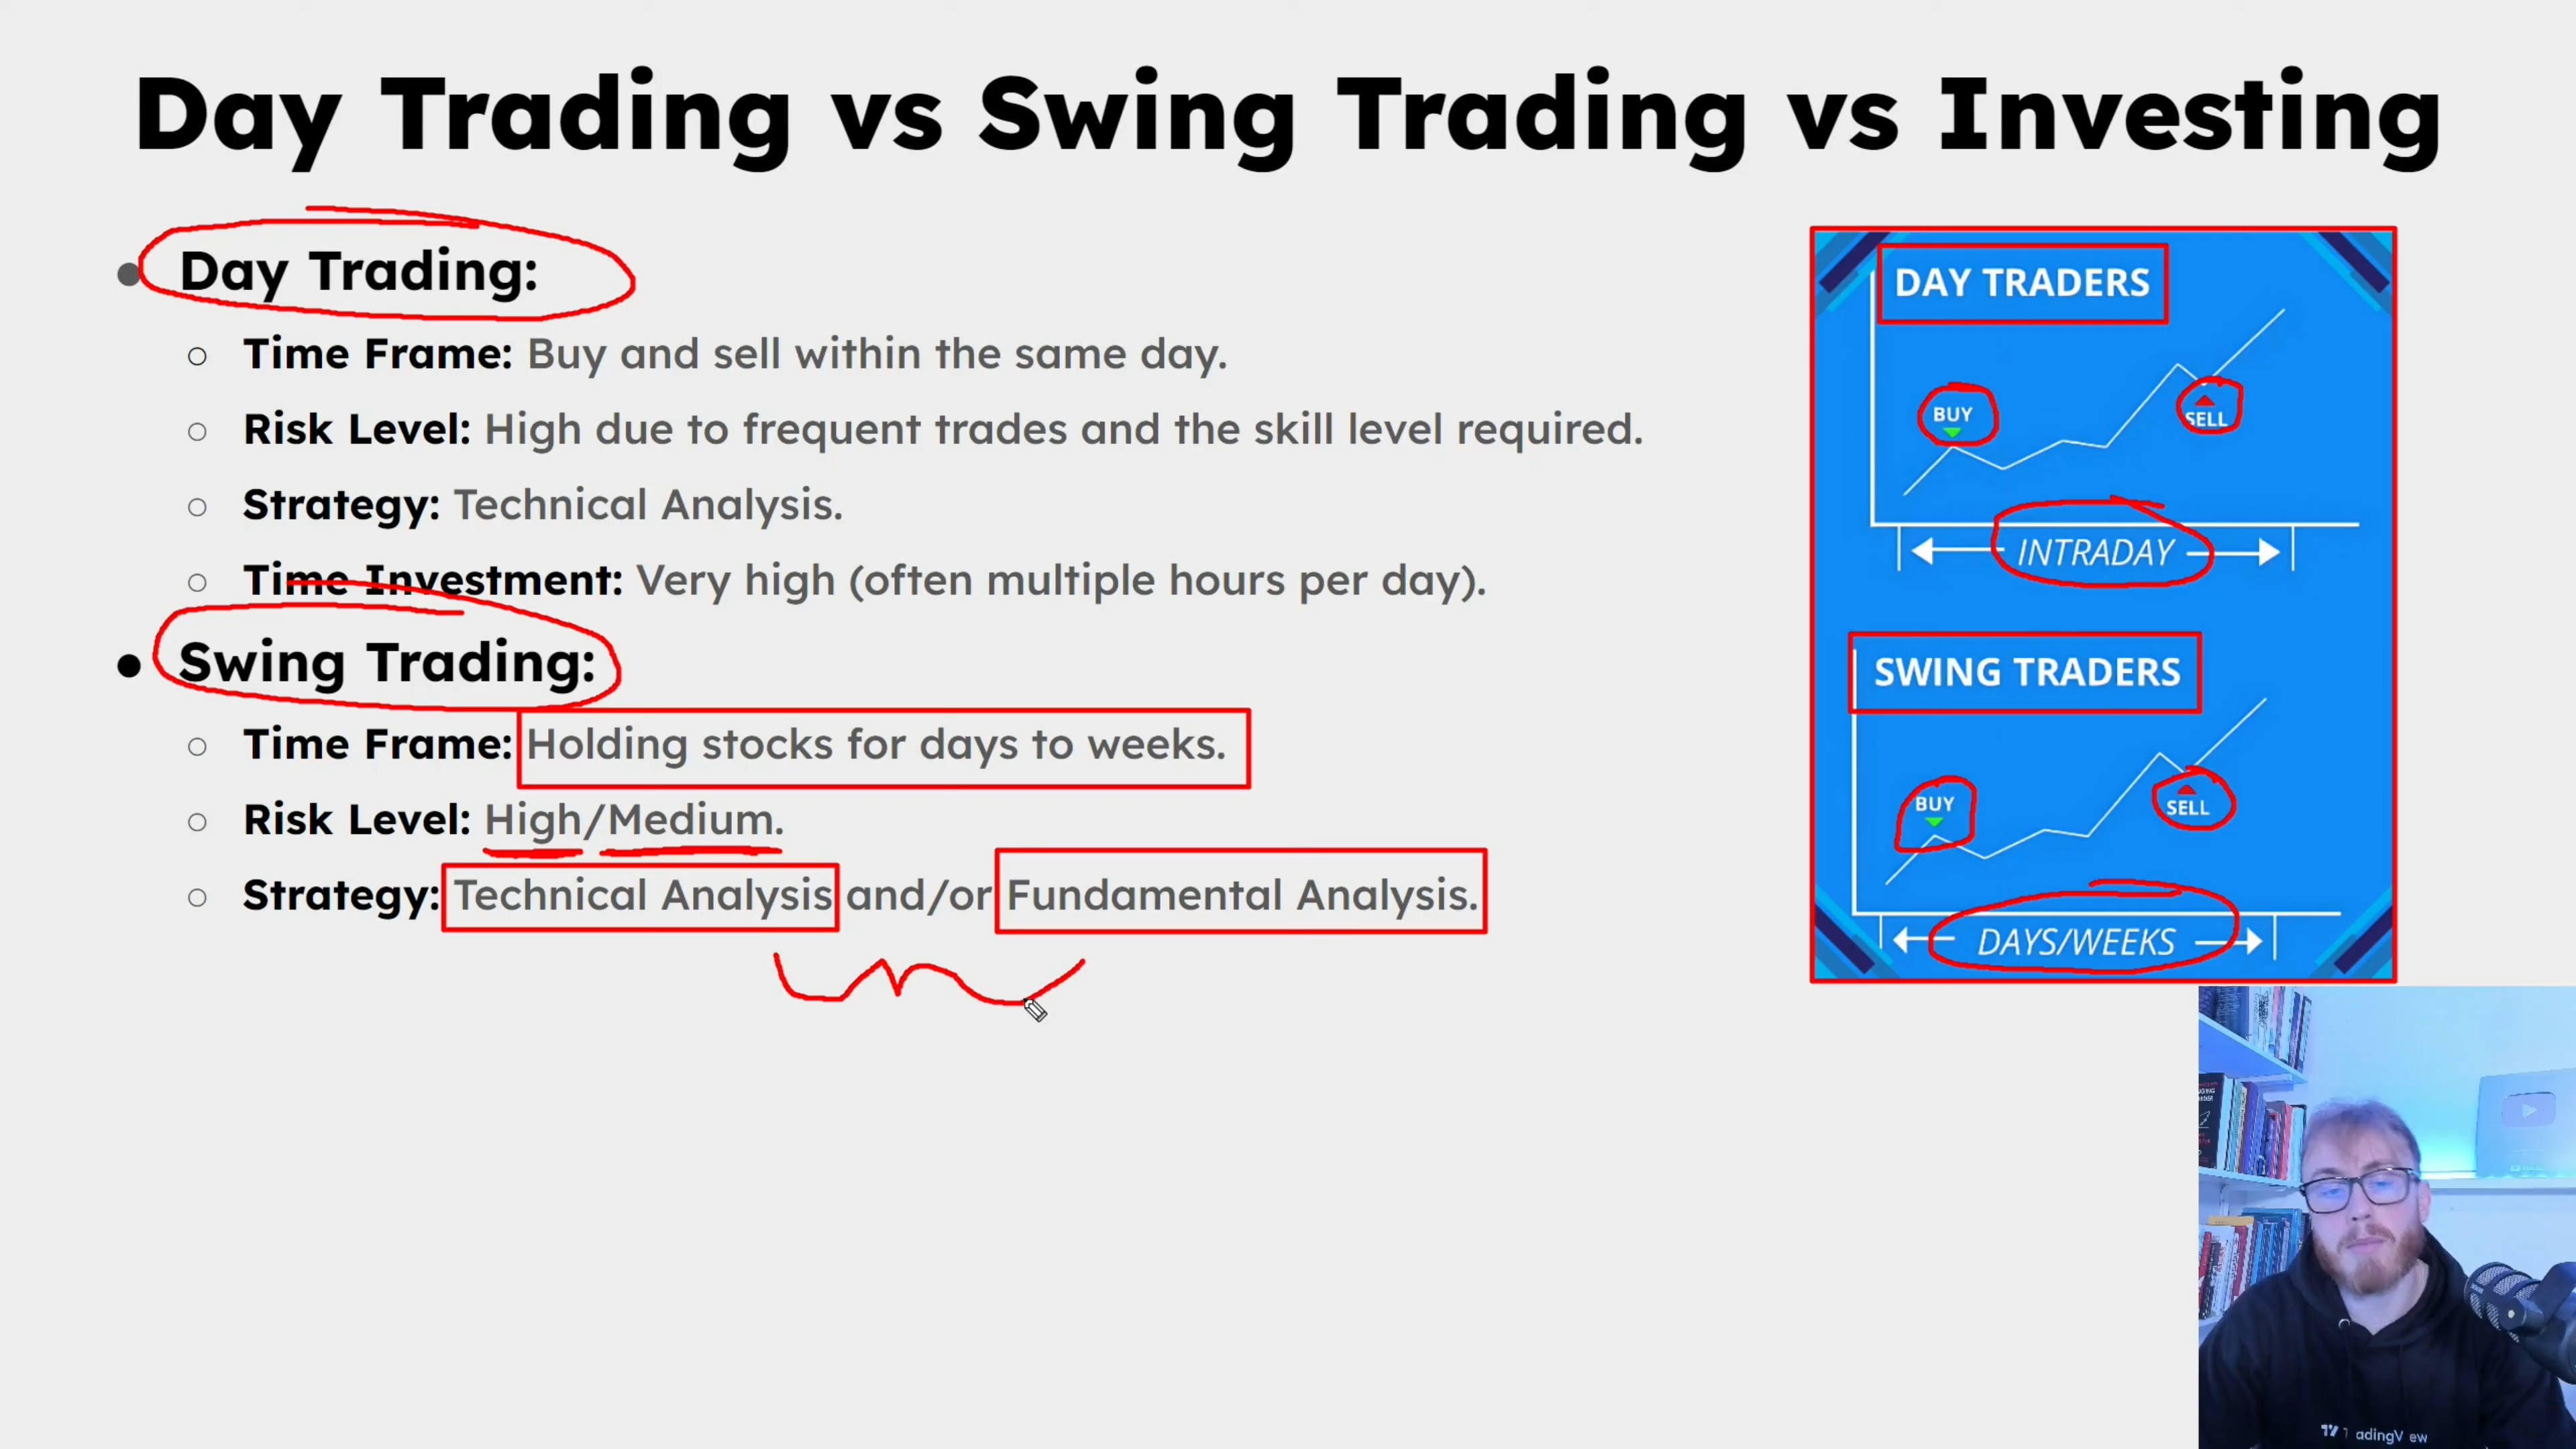 Day Trading vs Swing Trading vs Investing
Day Trading:
Time Frame: Buy and sell within the same day.
Risk Level: High due to frequent trades and the skill level required.
Strategy: Technical Analysis.
Time Investment: Very high (often multiple hours per day).
Swing Trading:
Time Frame: Holding stocks for days to weeks.
Risk Level: High/Medium.
Strategy: Technical Analysis and/or Fundamental Analysis.
DAY TRADERS
BUY
SELL
INTRADAY
SWING TRADERS
BUY
SELL
DAYS/WEEKS